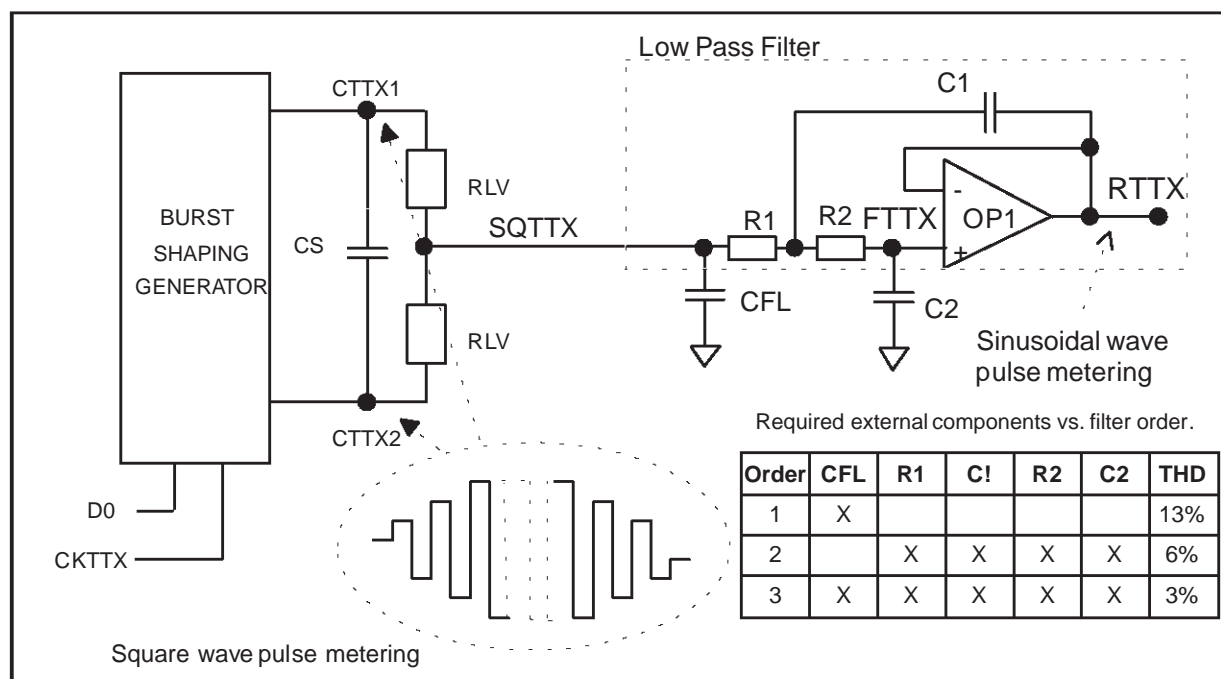 Low Pass Filter
CTTX1
C1
RLV
BURST
SHAPING
GENERATOR
CS
SQTTX
R1
R2
FTTX
-
+
OP1
RTTX
CFL
C2
RLV
Sinusoidal wave
pulse metering
CTTX2
D0
CKTTX
Square wave pulse metering
Required external components vs. filter order.
Order CFL R1 C! R2 C2 THD
1 X 13%
2 X X X X 6%
3 X X X X X 3%